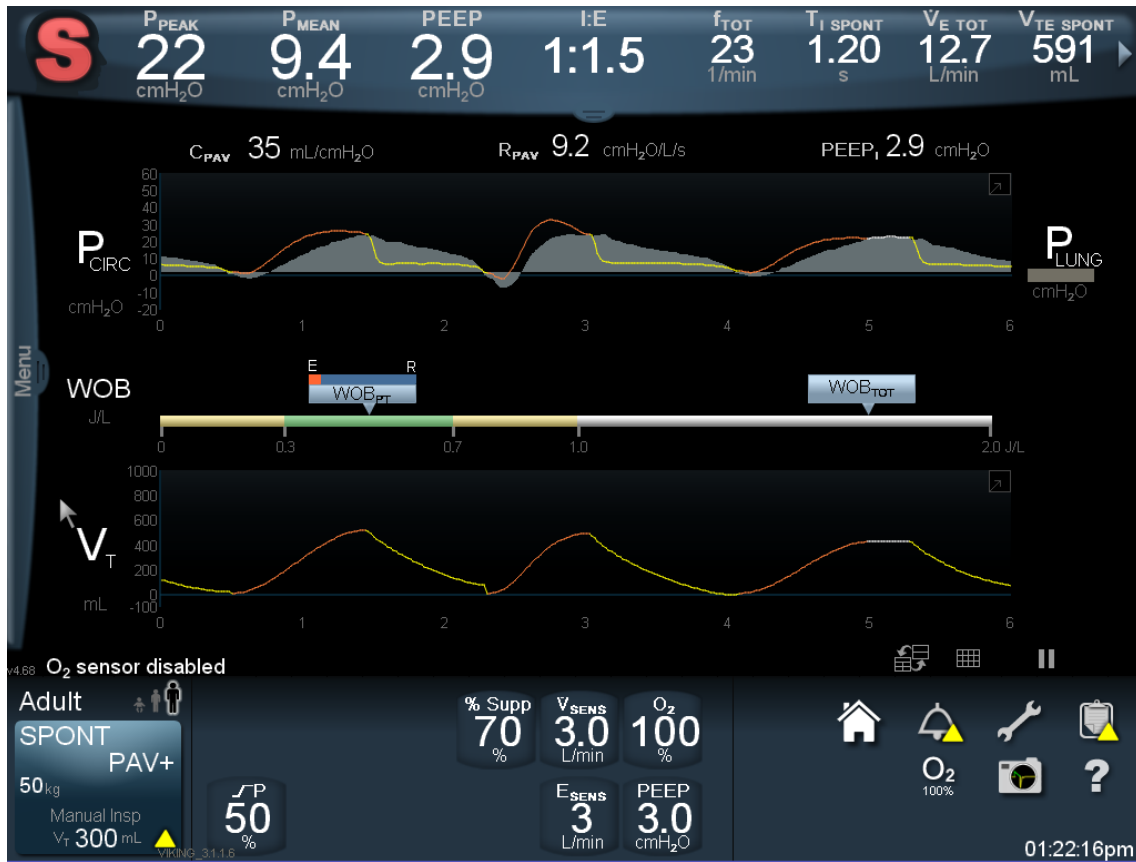 S
PPEAK 22 cmH2O
PMEAN 9.4 cmH2O
PEEP 2.9 cmH2O
I:E 1:1.5
fTOT 23 1/min
TI SPONT 1.20 s
V̇E TOT 12.7 L/min
VTE SPONT 591 mL
CPAV 35 mL/cmH2O
RPAV 9.2 cmH2O/L/s
PEEPI 2.9 cmH2O
60
50
40
30
20
10
0
-10
-20
PCIRC
cmH2O
PLUNG
cmH2O
0 1 2 3 4 5 6
Menu
E R
WOB
J/L
WOBPT
WOBTOT
0 0.3 0.7 1.0 2.0 J/L
1000
800
600
400
200
0
-100
VT
mL
0 1 2 3 4 5 6
v4.68 O2 sensor disabled
Adult
SPONT
PAV+
50kg
Manual Insp
VT 300 mL
VIKING_3.1.1.6
P 50 %
% Supp 70 %
V̇SENS 3.0 L/min
O2 100 %
ESENS 3 L/min
PEEP 3.0 cmH2O
O2
100%
?
01:22:16pm